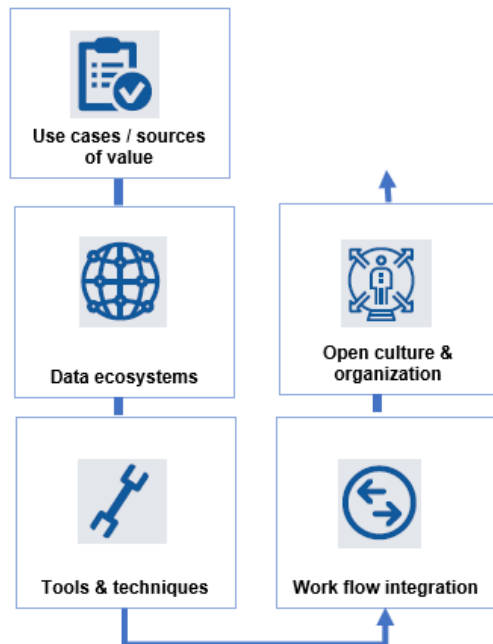 Use cases / sources
of value
Data ecosystems
Tools & techniques
Work flow integration
Open culture &
organization